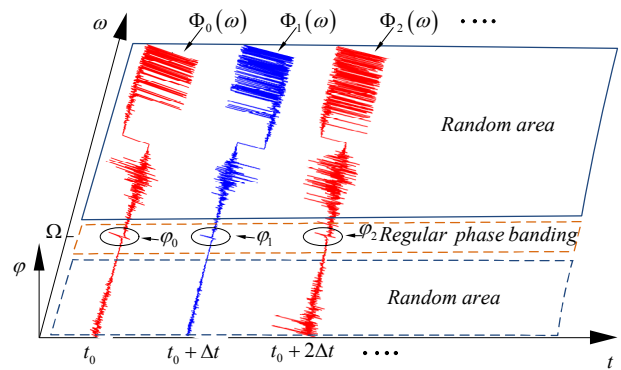 ω Φ₀(ω) Φ₁(ω) Φ₂(ω) ····
Random area
Ω φ₀ φ₁ φ₂ Regular phase banding
φ
Random area
t₀ t₀ + Δt t₀ + 2Δt ···· t